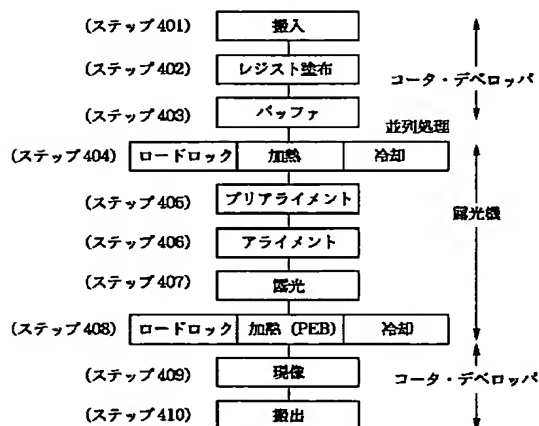 (ステップ401) 搬入
(ステップ402) レジスト塗布
コータ・デベロッパ
(ステップ403) バッファ
並列処理
(ステップ404) ロードロック 加熱 冷却
(ステップ405) プリアライメント
露光機
(ステップ406) アライメント
(ステップ407) 露光
(ステップ408) ロードロック 加熱 (PEB) 冷却
(ステップ409) 現像
コータ・デベロッパ
(ステップ410) 搬出